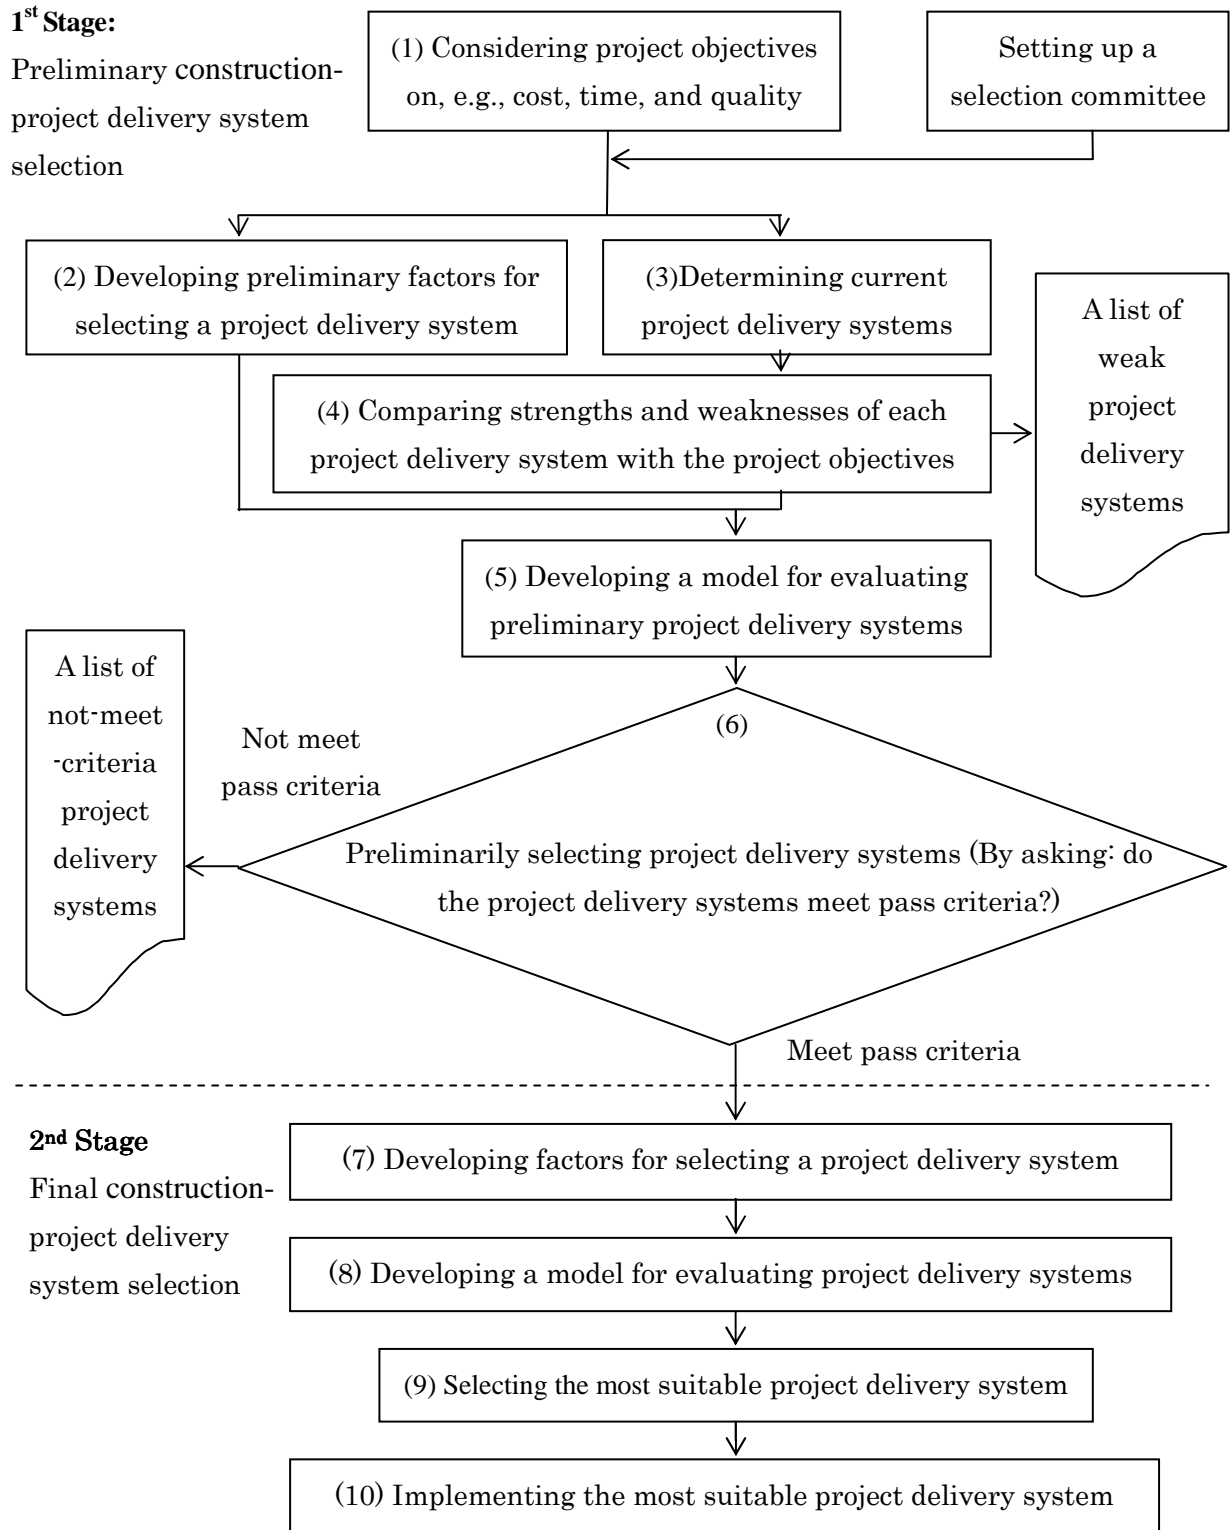 1st Stage:
Preliminary construction-
project delivery system
selection
(1) Considering project objectives
on, e.g., cost, time, and quality
Setting up a
selection committee
(2) Developing preliminary factors for
selecting a project delivery system
(3)Determining current
project delivery systems
A list of
weak
project
delivery
systems
(4) Comparing strengths and weaknesses of each
project delivery system with the project objectives
(5) Developing a model for evaluating
preliminary project delivery systems
A list of
not-meet
-criteria
project
delivery
systems
Not meet
pass criteria
(6)
Preliminarily selecting project delivery systems (By asking: do
the project delivery systems meet pass criteria?)
Meet pass criteria
2nd Stage
Final construction-
project delivery
system selection
(7) Developing factors for selecting a project delivery system
(8) Developing a model for evaluating project delivery systems
(9) Selecting the most suitable project delivery system
(10) Implementing the most suitable project delivery system